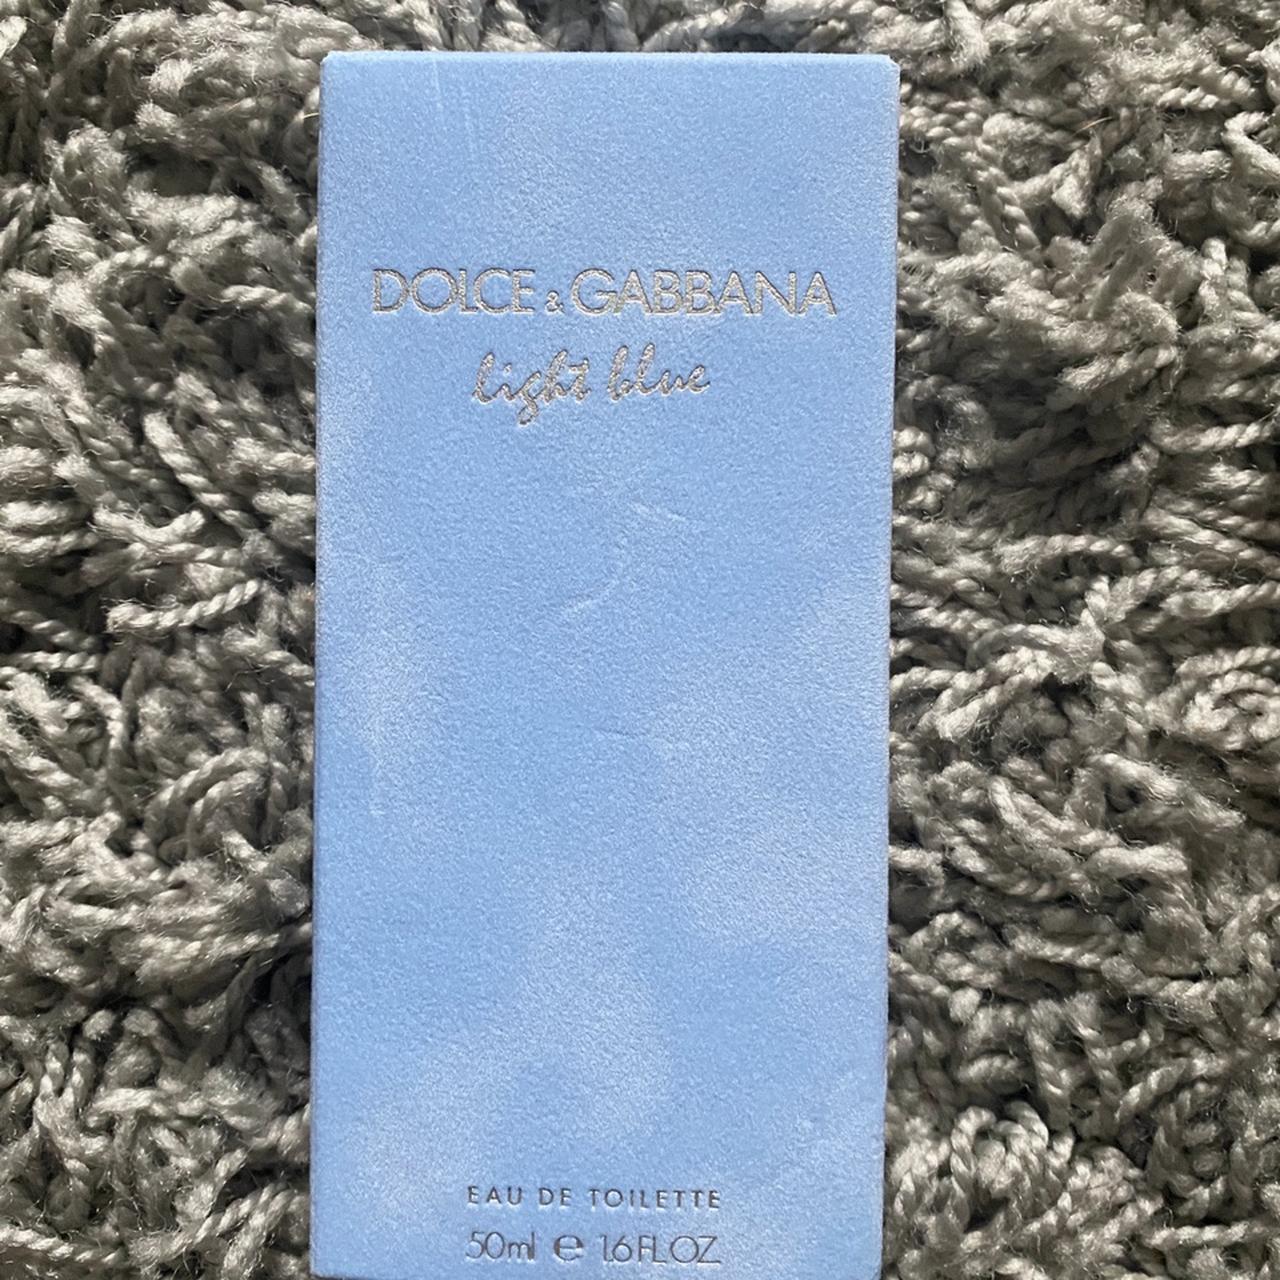 DOLCE & GABBANA
light blue
EAU DE TOILETTE
50ml ℮ 1.6 FL OZ